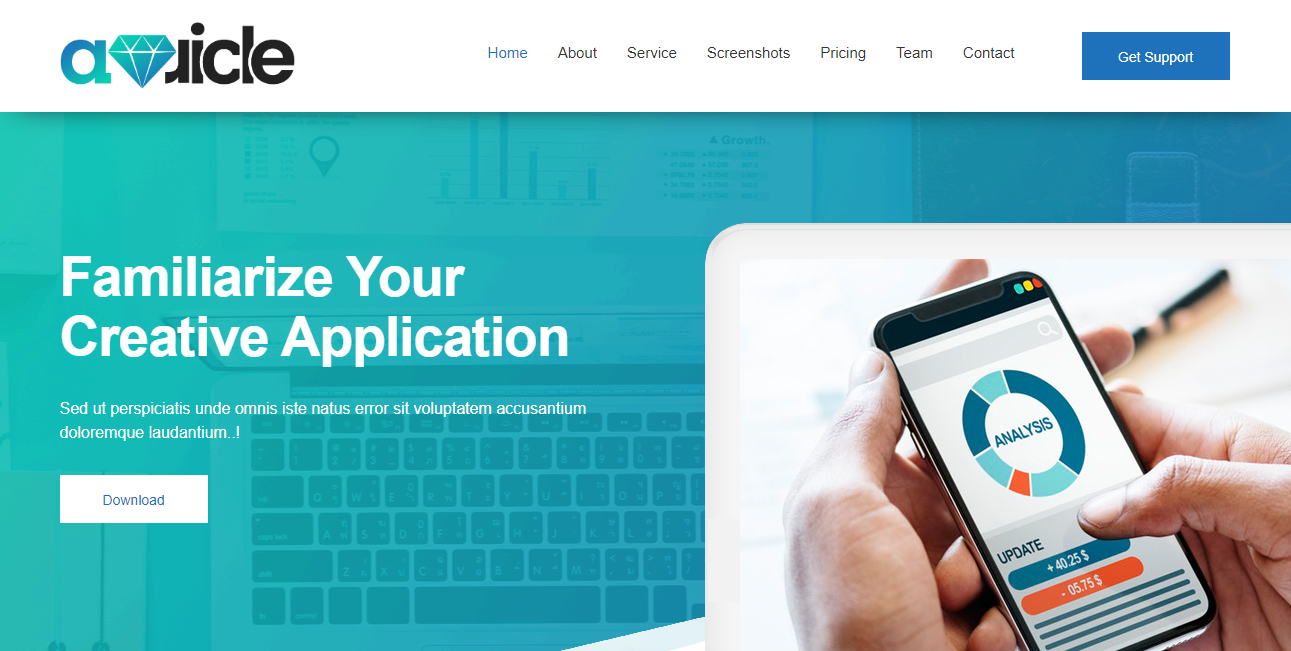 Home About Service Screenshots Pricing Team Contact
Get Support
Growth.
Familiarize Your
Creative Application
Sed ut perspiciatis unde omnis iste natus error sit voluptatem accusantium
doloremque laudantium..!
Download
ANALYSIS
UPDATE
+ 40.25 $
- 05.75 $